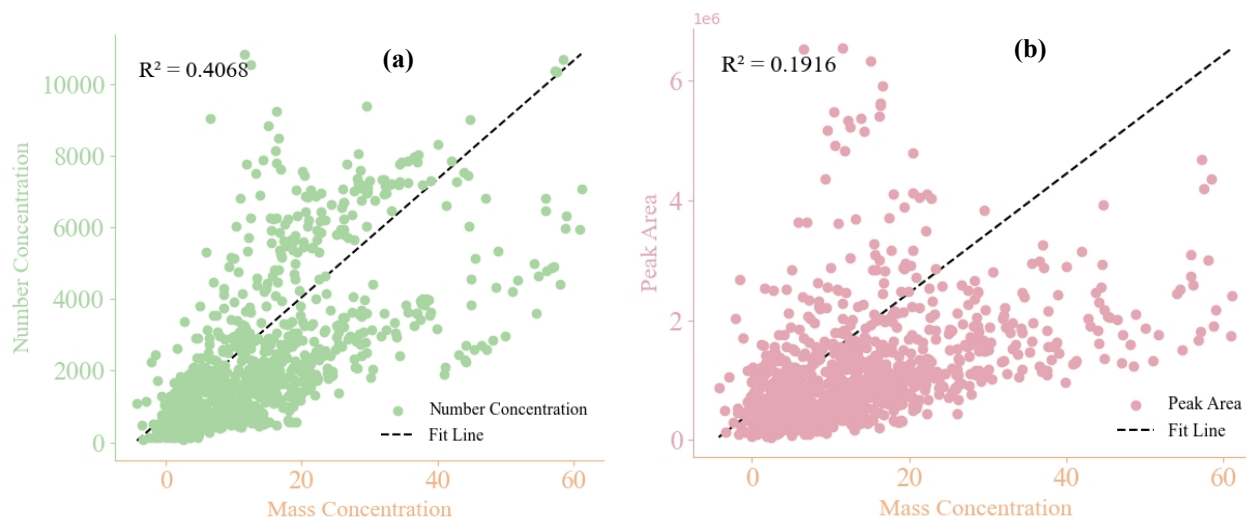 (a)
R² = 0.4068
10000
8000
6000
4000
2000
0
Number Concentration
Number Concentration
Fit Line
0
20
40
60
Mass Concentration
1e6
(b)
R² = 0.1916
6
4
2
0
Peak Area
Peak Area
Fit Line
0
20
40
60
Mass Concentration